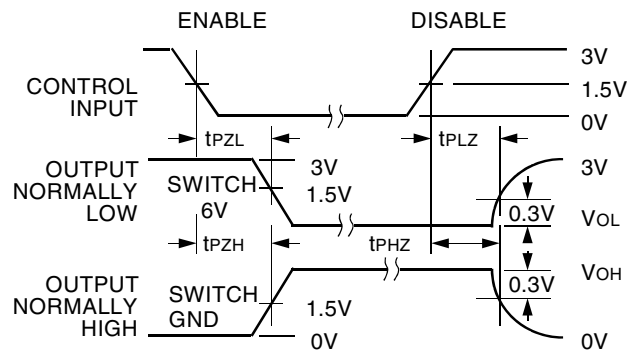 ENABLE DISABLE
3V
CONTROL
INPUT
1.5V
0V
tPZL tPLZ
OUTPUT
NORMALLY
LOW
SWITCH
6V
3V
1.5V
3V
0.3V
VOL
tPZH tPHZ
OUTPUT
NORMALLY
HIGH
SWITCH
GND
1.5V
0V
VOH
0.3V
0V